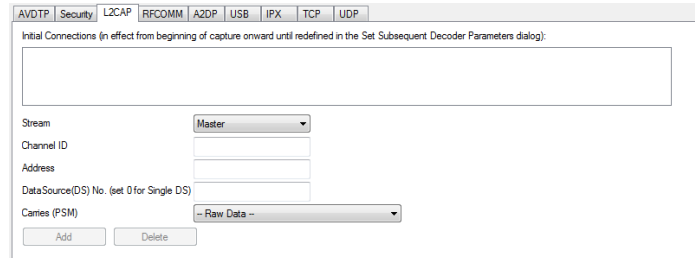 AVDTP Security L2CAP RFCOMM A2DP USB IPX TCP UDP
Initial Connections (in effect from beginning of capture onward until redefined in the Set Subsequent Decoder Parameters dialog):
Stream Master
Channel ID
Address
DataSource(DS) No. (set 0 for Single DS)
Carries (PSM) -- Raw Data --
Add Delete